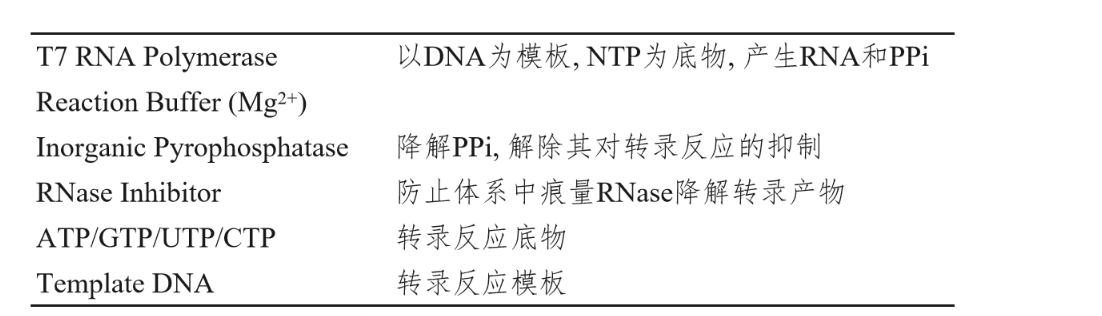 T7 RNA Polymerase 以DNA为模板, NTP为底物, 产生RNA和PPi
Reaction Buffer (Mg²⁺)
Inorganic Pyrophosphatase 降解PPi, 解除其对转录反应的抑制
RNase Inhibitor 防止体系中痕量RNase降解转录产物
ATP/GTP/UTP/CTP 转录反应底物
Template DNA 转录反应模板